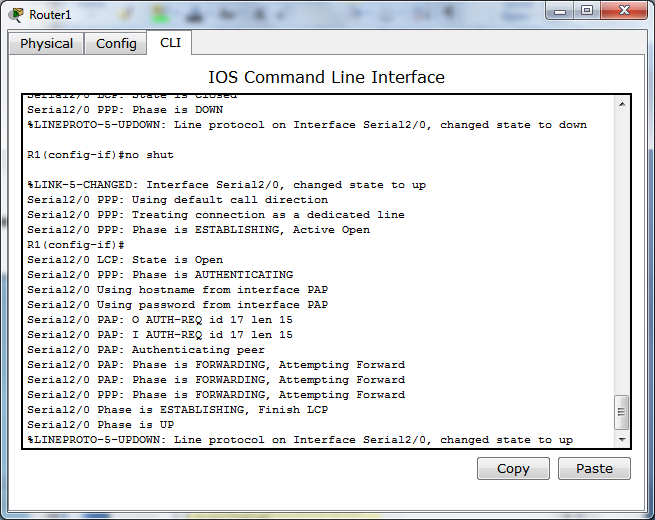 Router1
Physical Config CLI
IOS Command Line Interface
Serial2/0 LCP: State is Closed
Serial2/0 PPP: Phase is DOWN
%LINEPROTO-5-UPDOWN: Line protocol on Interface Serial2/0, changed state to down
R1(config-if)#no shut
%LINK-5-CHANGED: Interface Serial2/0, changed state to up
Serial2/0 PPP: Using default call direction
Serial2/0 PPP: Treating connection as a dedicated line
Serial2/0 PPP: Phase is ESTABLISHING, Active Open
R1(config-if)#
Serial2/0 LCP: State is Open
Serial2/0 PPP: Phase is AUTHENTICATING
Serial2/0 Using hostname from interface PAP
Serial2/0 Using password from interface PAP
Serial2/0 PAP: O AUTH-REQ id 17 len 15
Serial2/0 PAP: I AUTH-REQ id 17 len 15
Serial2/0 PAP: Authenticating peer
Serial2/0 PAP: Phase is FORWARDING, Attempting Forward
Serial2/0 PAP: Phase is FORWARDING, Attempting Forward
Serial2/0 PPP: Phase is FORWARDING, Attempting Forward
Serial2/0 Phase is ESTABLISHING, Finish LCP
Serial2/0 Phase is UP
%LINEPROTO-5-UPDOWN: Line protocol on Interface Serial2/0, changed state to up
Copy Paste